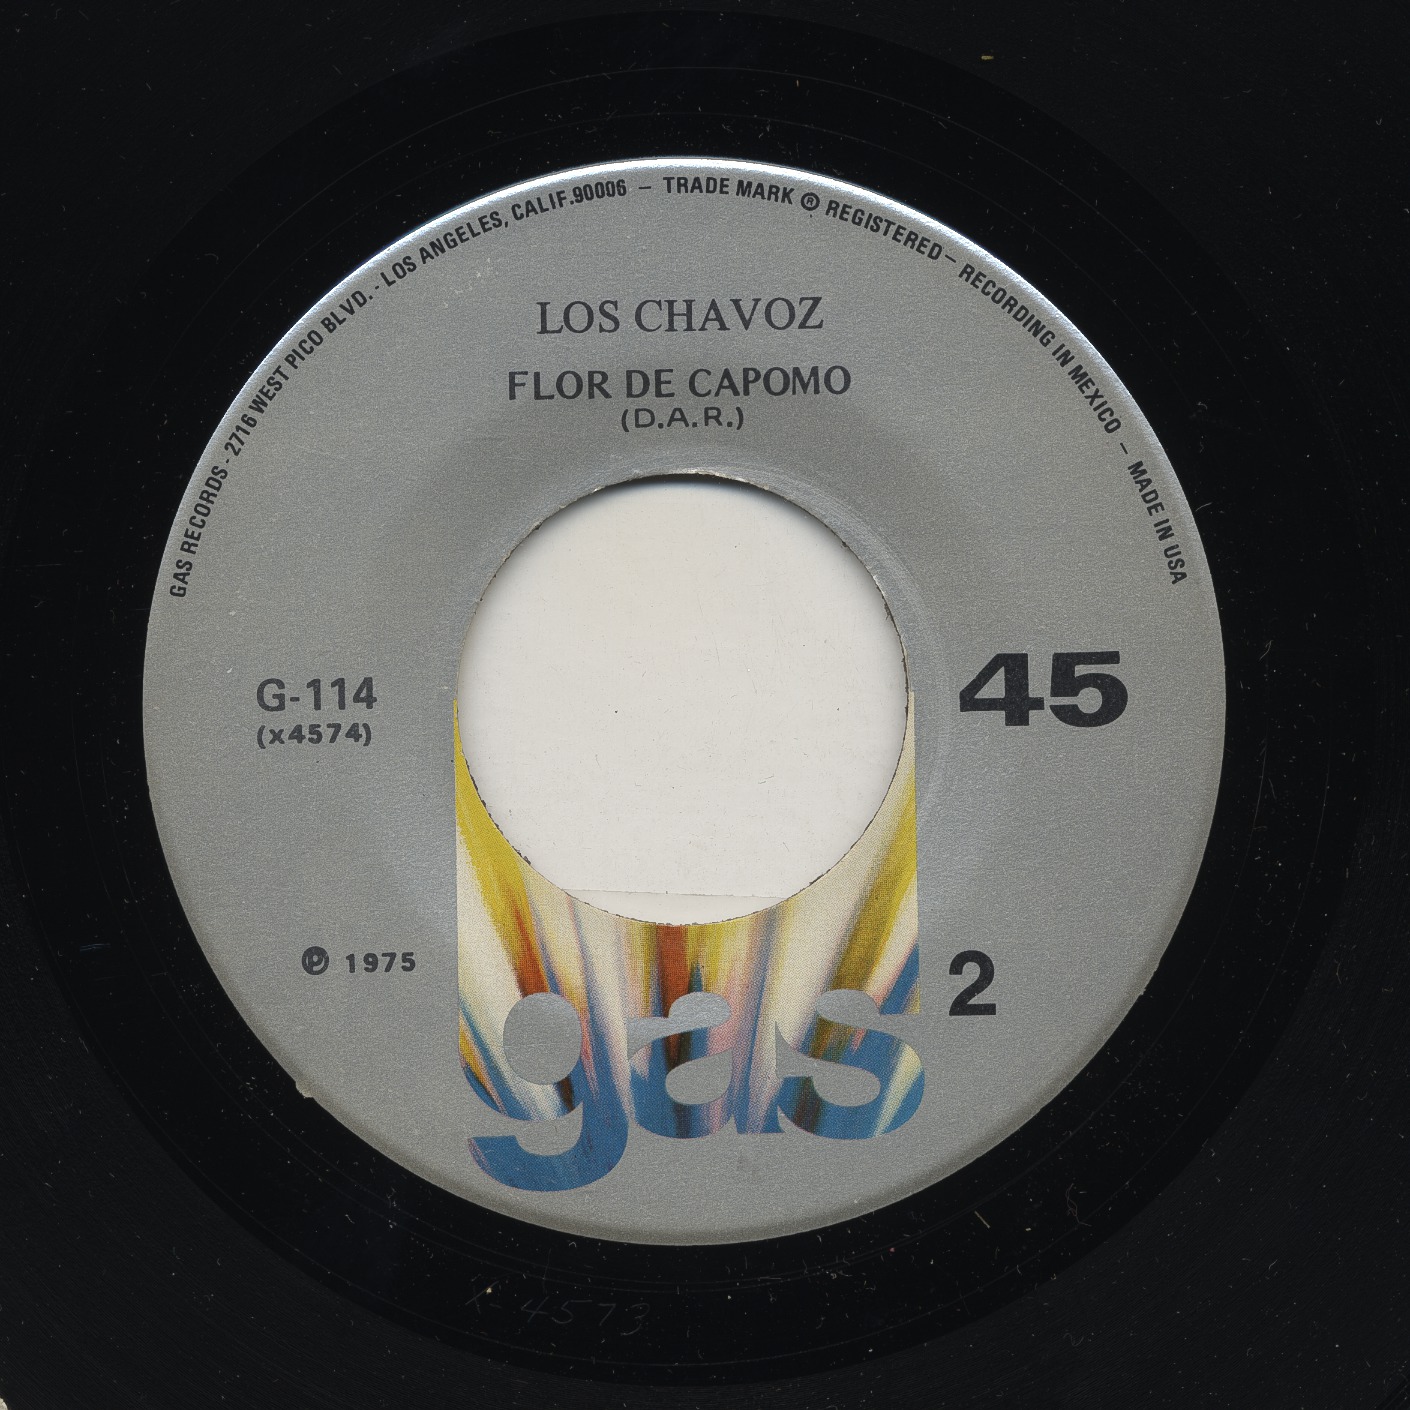 GAS RECORDS - 2716 WEST PICO BLVD. - LOS ANGELES, CALIF. 90006 – TRADE MARK ® REGISTERED – RECORDING IN MEXICO – MADE IN USA
LOS CHAVOZ
FLOR DE CAPOMO
(D.A.R.)
G-114
(x4574)
45
℗ 1975
2
gas
X-4573